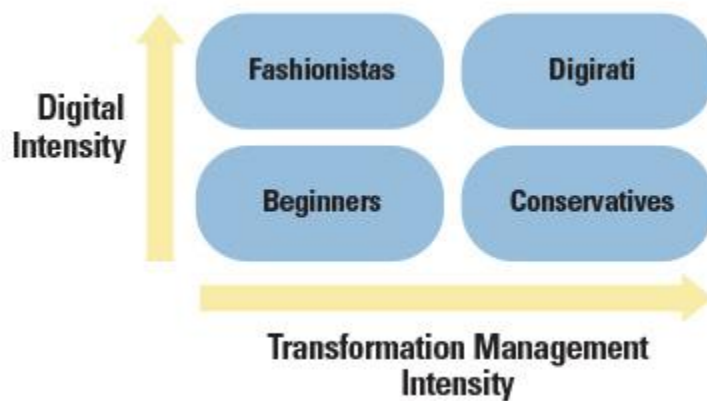 Fashionistas
Digirati
Digital
Intensity
Beginners
Conservatives
Transformation Management
Intensity